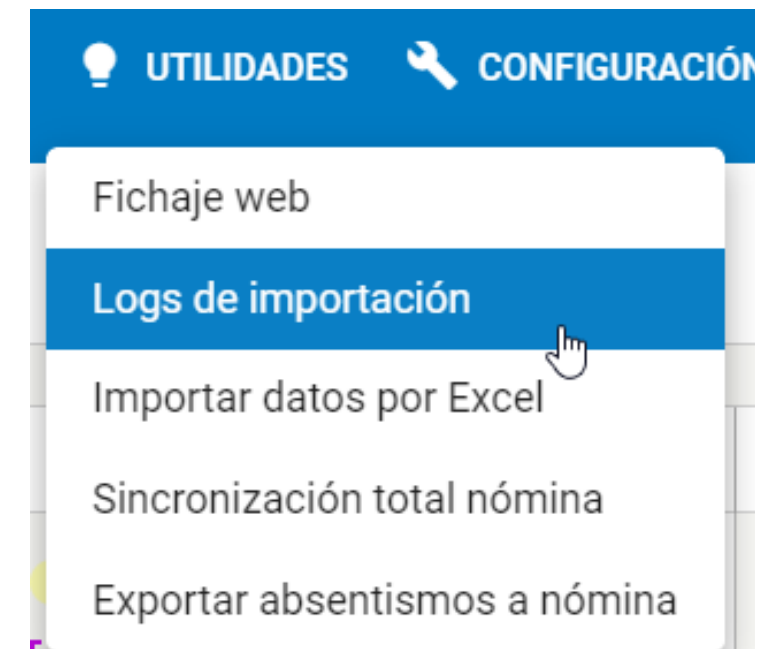 UTILIDADES CONFIGURACIÓN
Fichaje web
Logs de importación
Importar datos por Excel
Sincronización total nómina
Exportar absentismos a nómina